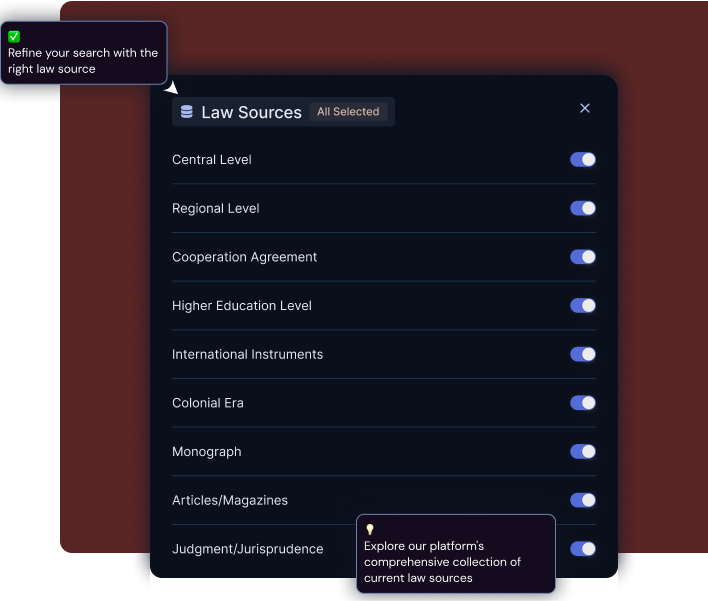 ✅
Refine your search with the
right law source
Law Sources All Selected
Central Level
Regional Level
Cooperation Agreement
Higher Education Level
International Instruments
Colonial Era
Monograph
Articles/Magazines
Judgment/Jurisprudence
💡
Explore our platform's
comprehensive collection of
current law sources